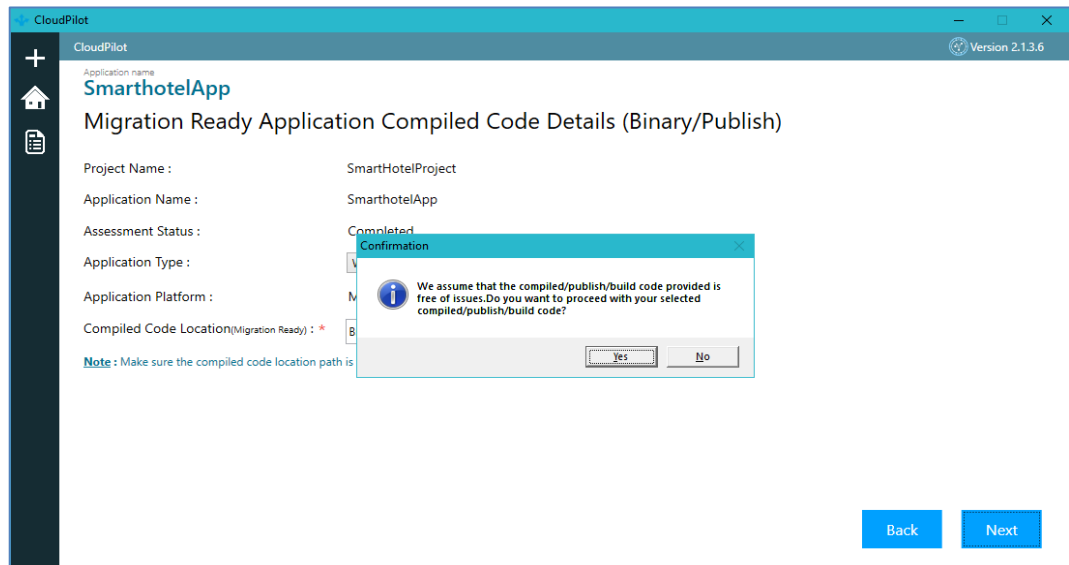 CloudPilot
CloudPilot
Version 2.1.3.6
Application name
SmarthotelApp
Migration Ready Application Compiled Code Details (Binary/Publish)
Project Name : SmartHotelProject
Application Name : SmarthotelApp
Assessment Status : Completed
Application Type :
Application Platform : M
Compiled Code Location(Migration Ready) : * B
Note : Make sure the compiled code location path is
Confirmation
We assume that the compiled/publish/build code provided is
free of issues.Do you want to proceed with your selected
compiled/publish/build code?
Yes No
Back Next